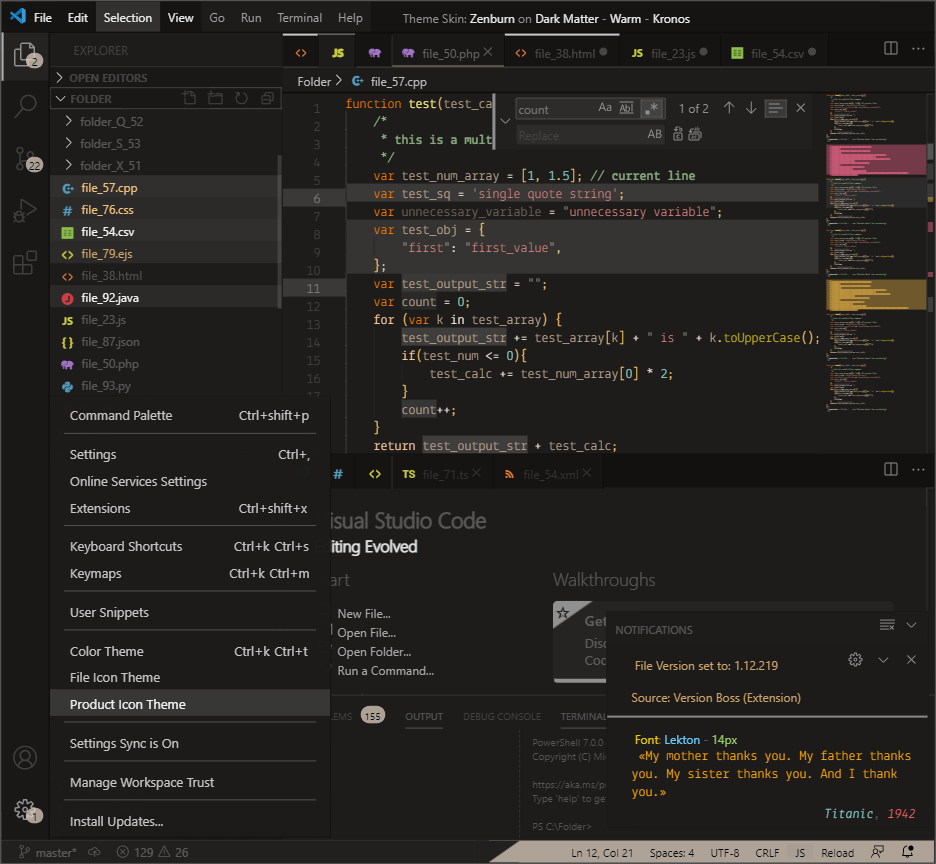 File Edit Selection View Go Run Terminal Help Theme Skin: Zenburn on Dark Matter - Warm - Kronos
2 EXPLORER JS file_50.php file_38.html JS file_23.js file_54.csv
OPEN EDITORS Folder file_57.cpp
FOLDER
folder_Q_52
folder_S_53
folder_X_51
22
file_57.cpp
file_76.css
file_54.csv
file_79.ejs
file_38.html
file_92.java
JS file_23.js
file_87.json
file_50.php
file_93.py
count Aa Abl .* 1 of 2
Replace AB
1 function test(test_ca
2 /*
3 * this is a mult
4 */
5 var test_num_array = [1, 1.5]; // current line
6 var test_sq = 'single quote string';
7 var unnecessary_variable = "unnecessary variable";
8 var test_obj = {
9 "first": "first_value",
10 };
11 var test_output_str = "";
12 var count = 0;
13 for (var k in test_array) {
14 test_output_str += test_array[k] + " is " + k.toUpperCase();
15 if(test_num <= 0){
16 test_calc += test_num_array[0] * 2;
17 }
count++;
}
return test_output_str + test_calc;
Command Palette Ctrl+shift+p
Settings Ctrl+,
Online Services Settings
Extensions Ctrl+shift+x
Keyboard Shortcuts Ctrl+k Ctrl+s
Keymaps Ctrl+k Ctrl+m
User Snippets
Color Theme Ctrl+k Ctrl+t
File Icon Theme
Product Icon Theme
Settings Sync is On
Manage Workspace Trust
Install Updates...
1
# <> TS file_71.ts file_54.xml
isual Studio Code
iting Evolved
art
New File...
Open File...
Open Folder...
Run a Command...
Walkthroughs
Get
Disc
Coc
LEMS 155 OUTPUT DEBUG CONSOLE TERMINAL
PowerShell 7.0.0
Copyright (C) Mi
https://aka.ms/p
Type 'help' to ge
PS C:\Folder>
NOTIFICATIONS
File Version set to: 1.12.219
Source: Version Boss (Extension)
Font: Lekton - 14px
«My mother thanks you. My father thanks
you. My sister thanks you. And I thank
you.»
Titanic, 1942
master* 129 26 Ln 12, Col 21 Spaces: 4 UTF-8 CRLF JS Reload